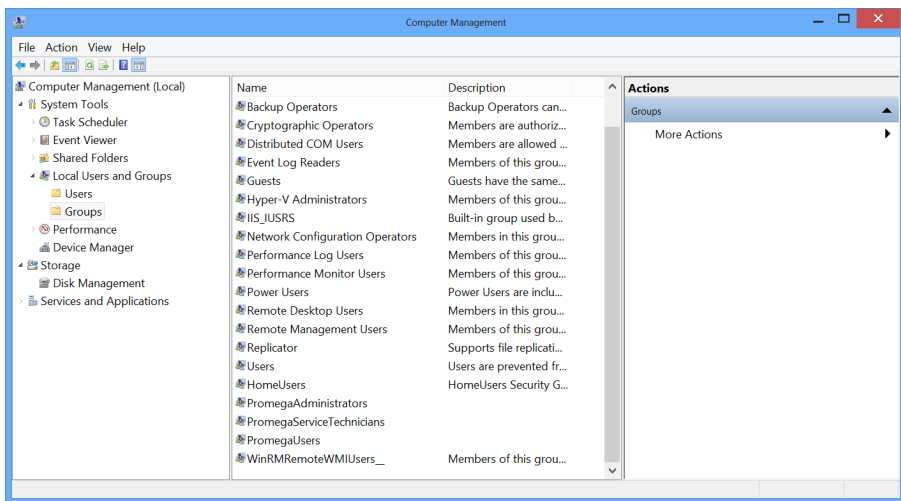 Computer Management
File Action View Help
Computer Management (Local)
System Tools
Task Scheduler
Event Viewer
Shared Folders
Local Users and Groups
Users
Groups
Performance
Device Manager
Storage
Disk Management
Services and Applications
Name Description
Backup Operators Backup Operators can...
Cryptographic Operators Members are authoriz...
Distributed COM Users Members are allowed ...
Event Log Readers Members of this grou...
Guests Guests have the same...
Hyper-V Administrators Members of this grou...
IIS_IUSRS Built-in group used b...
Network Configuration Operators Members in this grou...
Performance Log Users Members of this grou...
Performance Monitor Users Members of this grou...
Power Users Power Users are inclu...
Remote Desktop Users Members in this grou...
Remote Management Users Members of this grou...
Replicator Supports file replicati...
Users Users are prevented fr...
HomeUsers HomeUsers Security G...
PromegaAdministrators
PromegaServiceTechnicians
PromegaUsers
WinRMRemoteWMIUsers__ Members of this grou...
Actions
Groups
More Actions